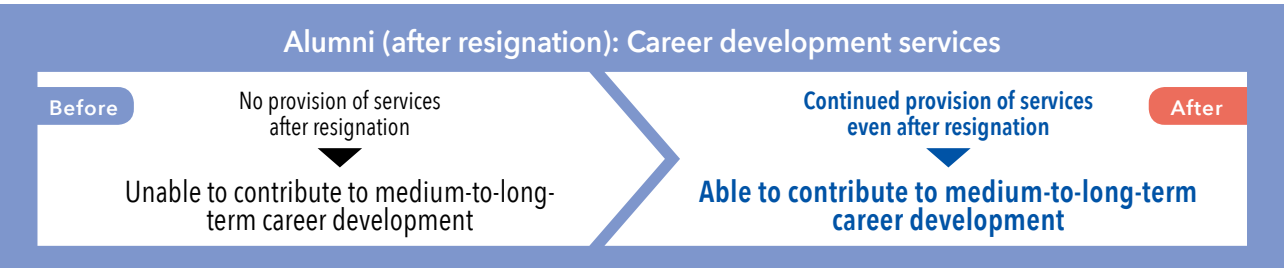 Alumni (after resignation): Career development services
Before
No provision of services
after resignation
Unable to contribute to medium-to-long-
term career development
Continued provision of services
even after resignation
After
Able to contribute to medium-to-long-term
career development